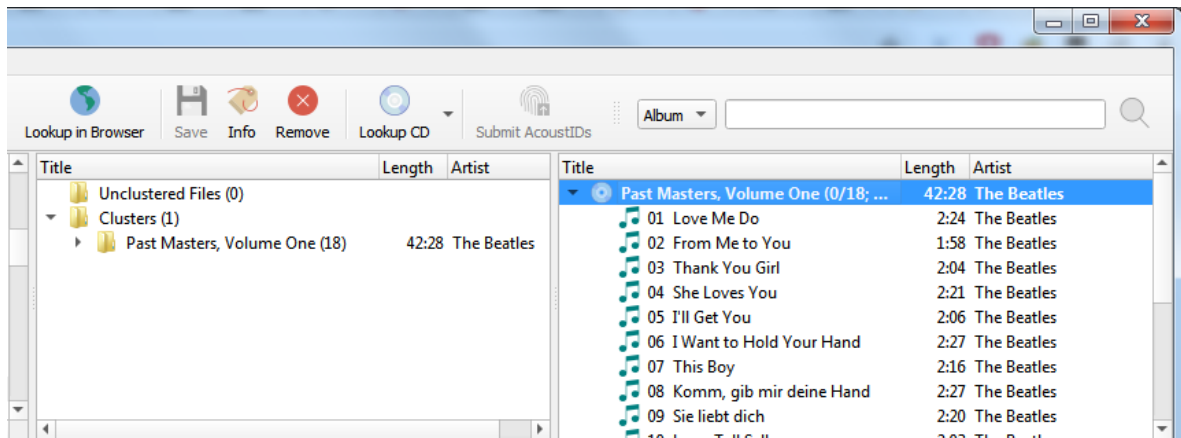 Lookup in Browser Save Info Remove Lookup CD Submit AcoustIDs Album
Title Length Artist
Unclustered Files (0)
Clusters (1)
Past Masters, Volume One (18) 42:28 The Beatles
Title Length Artist
Past Masters, Volume One (0/18; ... 42:28 The Beatles
01 Love Me Do 2:24 The Beatles
02 From Me to You 1:58 The Beatles
03 Thank You Girl 2:04 The Beatles
04 She Loves You 2:21 The Beatles
05 I'll Get You 2:06 The Beatles
06 I Want to Hold Your Hand 2:27 The Beatles
07 This Boy 2:16 The Beatles
08 Komm, gib mir deine Hand 2:27 The Beatles
09 Sie liebt dich 2:20 The Beatles